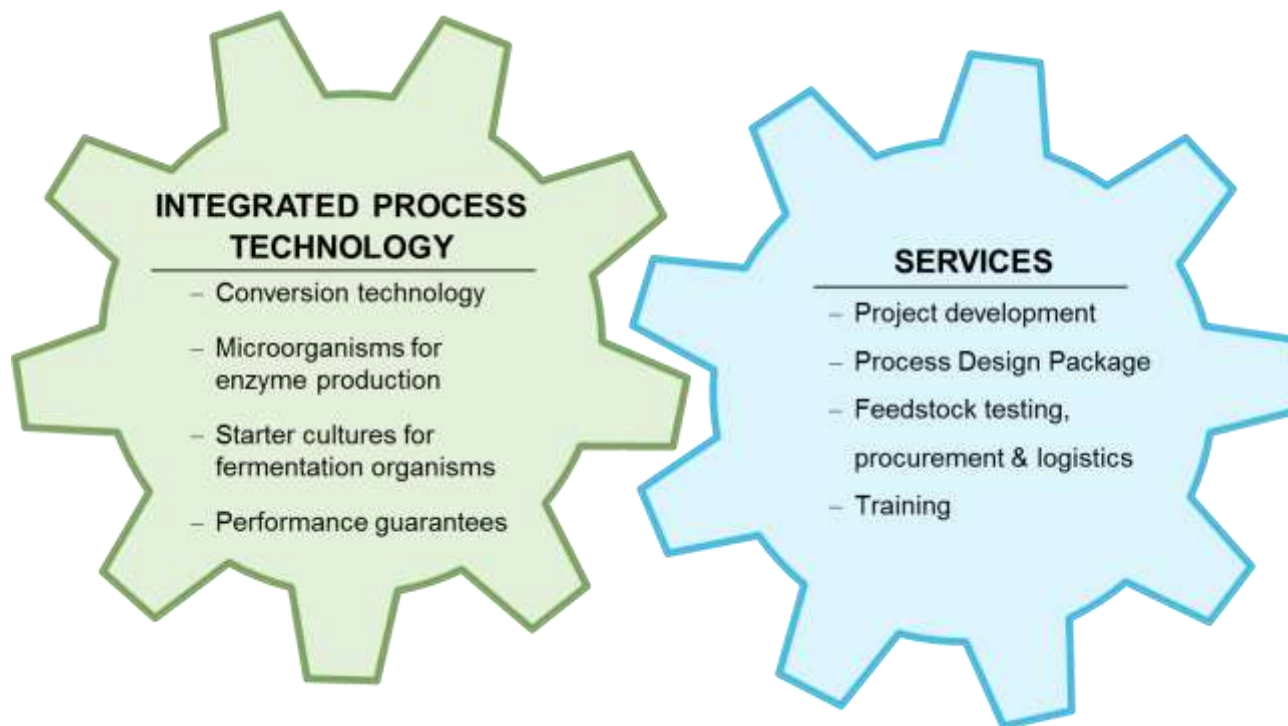 INTEGRATED PROCESS
TECHNOLOGY
– Conversion technology
– Microorganisms for
enzyme production
– Starter cultures for
fermentation organisms
– Performance guarantees
SERVICES
– Project development
– Process Design Package
– Feedstock testing,
procurement & logistics
– Training